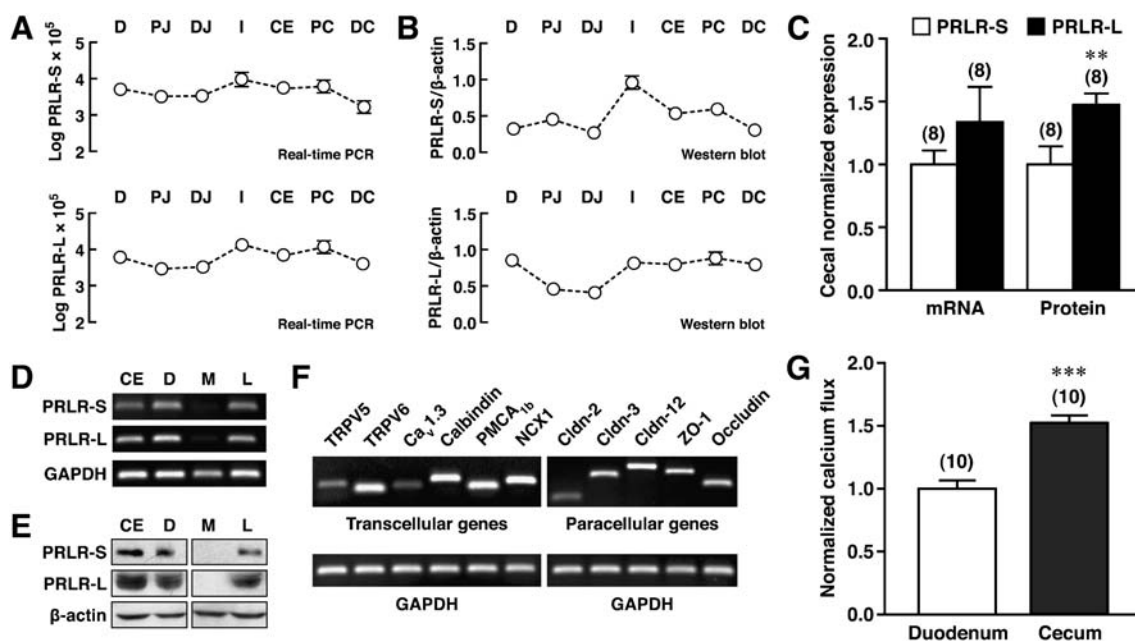 A
D PJ DJ I CE PC DC
Log PRLR-S × 10⁵
5
4
3
2
Real-time PCR
D PJ DJ I CE PC DC
Log PRLR-L × 10⁵
5
4
3
2
Real-time PCR
B
D PJ DJ I CE PC DC
PRLR-S/β-actin
1.5
1.0
0.5
0.0
Western blot
D PJ DJ I CE PC DC
PRLR-L/β-actin
1.5
1.0
0.5
0.0
Western blot
C
PRLR-S PRLR-L
Cecal normalized expression
2.0
1.5
1.0
0.5
0.0
(8) (8) (8) ** (8)
mRNA Protein
D
CE D M L
PRLR-S
PRLR-L
GAPDH
E
CE D M L
PRLR-S
PRLR-L
β-actin
F
TRPV5 TRPV6 Caᵥ1.3 Calbindin PMCA₁b NCX1 Cldn-2 Cldn-3 Cldn-12 ZO-1 Occludin
Transcellular genes Paracellular genes
GAPDH GAPDH
G
Normalized calcium flux
2.0
1.5
1.0
0.5
0.0
(10)
***
(10)
Duodenum Cecum